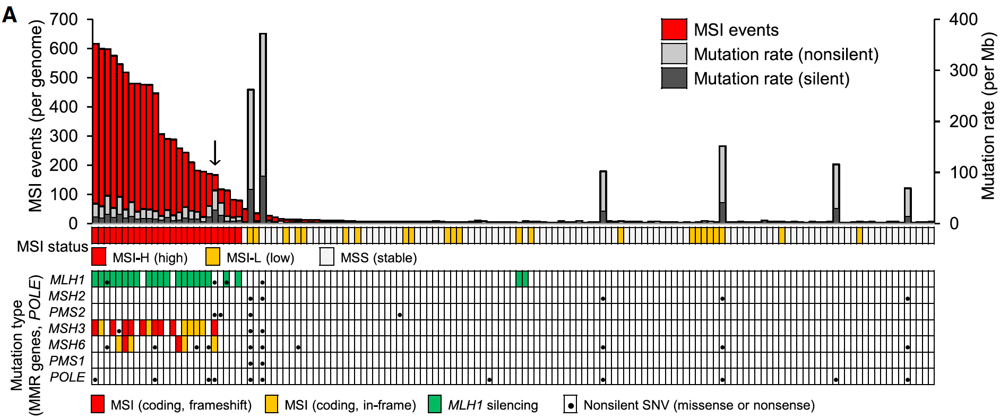 A
700
600
500
400
300
200
100
0
MSI events (per genome)
MSI events
Mutation rate (nonsilent)
Mutation rate (silent)
400
300
200
100
0
Mutation rate (per Mb)
MSI status
MSI-H (high)
MSI-L (low)
MSS (stable)
Mutation type
(MMR genes, POLE)
MLH1
MSH2
PMS2
MSH3
MSH6
PMS1
POLE
MSI (coding, frameshift)
MSI (coding, in-frame)
MLH1 silencing
Nonsilent SNV (missense or nonsense)